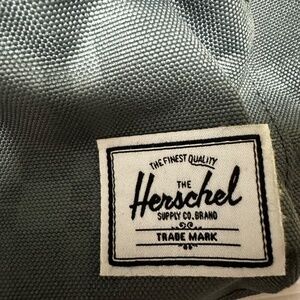 THE FINEST QUALITY
THE
Herschel
SUPPLY CO. BRAND
TRADE MARK